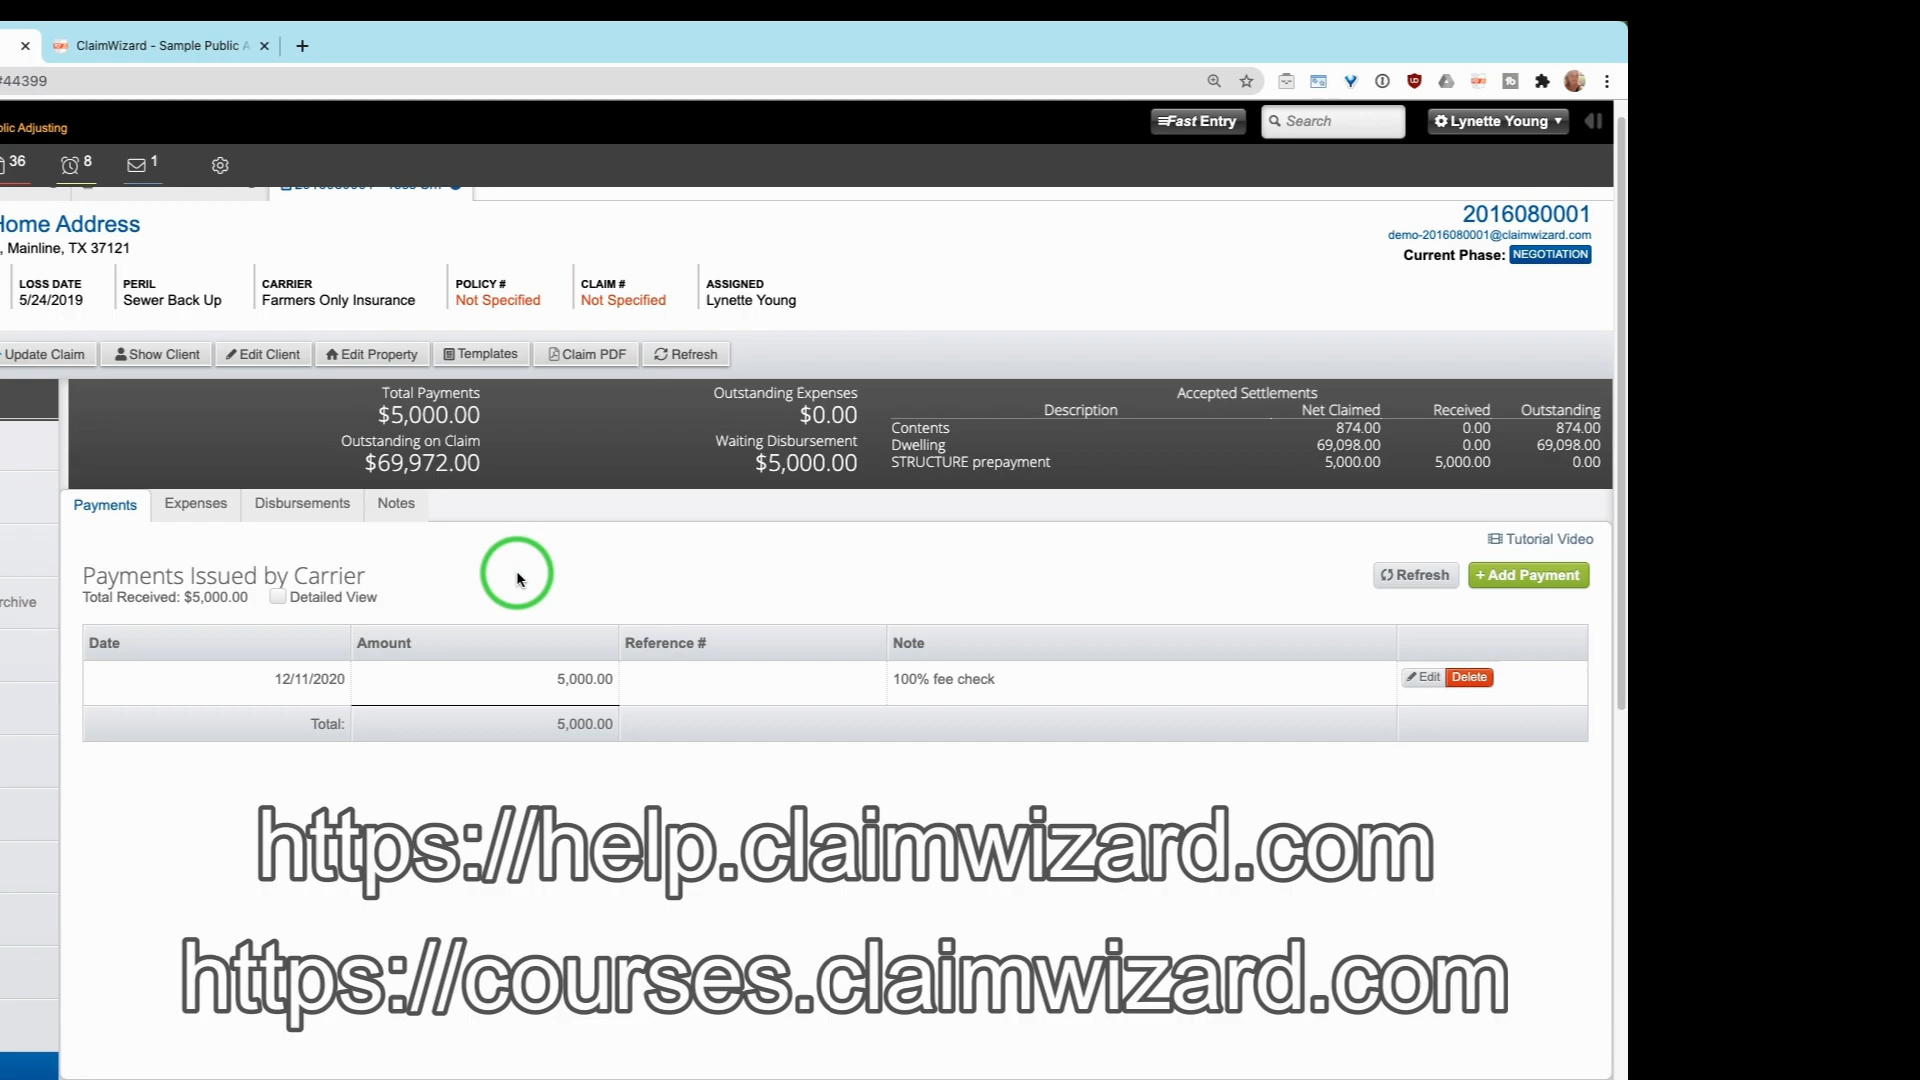 ClaimWizard - Sample Public A
#44399
blic Adjusting
Fast Entry
Search
Lynette Young
36
8
1
Home Address
, Mainline, TX 37121
2016080001
demo-2016080001@claimwizard.com
Current Phase: NEGOTIATION
LOSS DATE
5/24/2019
PERIL
Sewer Back Up
CARRIER
Farmers Only Insurance
POLICY #
Not Specified
CLAIM #
Not Specified
ASSIGNED
Lynette Young
Update Claim
Show Client
Edit Client
Edit Property
Templates
Claim PDF
Refresh
Total Payments
$5,000.00
Outstanding on Claim
$69,972.00
Outstanding Expenses
$0.00
Waiting Disbursement
$5,000.00
Accepted Settlements
Description Net Claimed Received Outstanding
Contents 874.00 0.00 874.00
Dwelling 69,098.00 0.00 69,098.00
STRUCTURE prepayment 5,000.00 5,000.00 0.00
Payments Expenses Disbursements Notes
Tutorial Video
Payments Issued by Carrier
Total Received: $5,000.00 Detailed View
Refresh
+ Add Payment
rchive
Date Amount Reference # Note
12/11/2020 5,000.00 100% fee check Edit Delete
Total: 5,000.00
https://help.claimwizard.com
https://courses.claimwizard.com